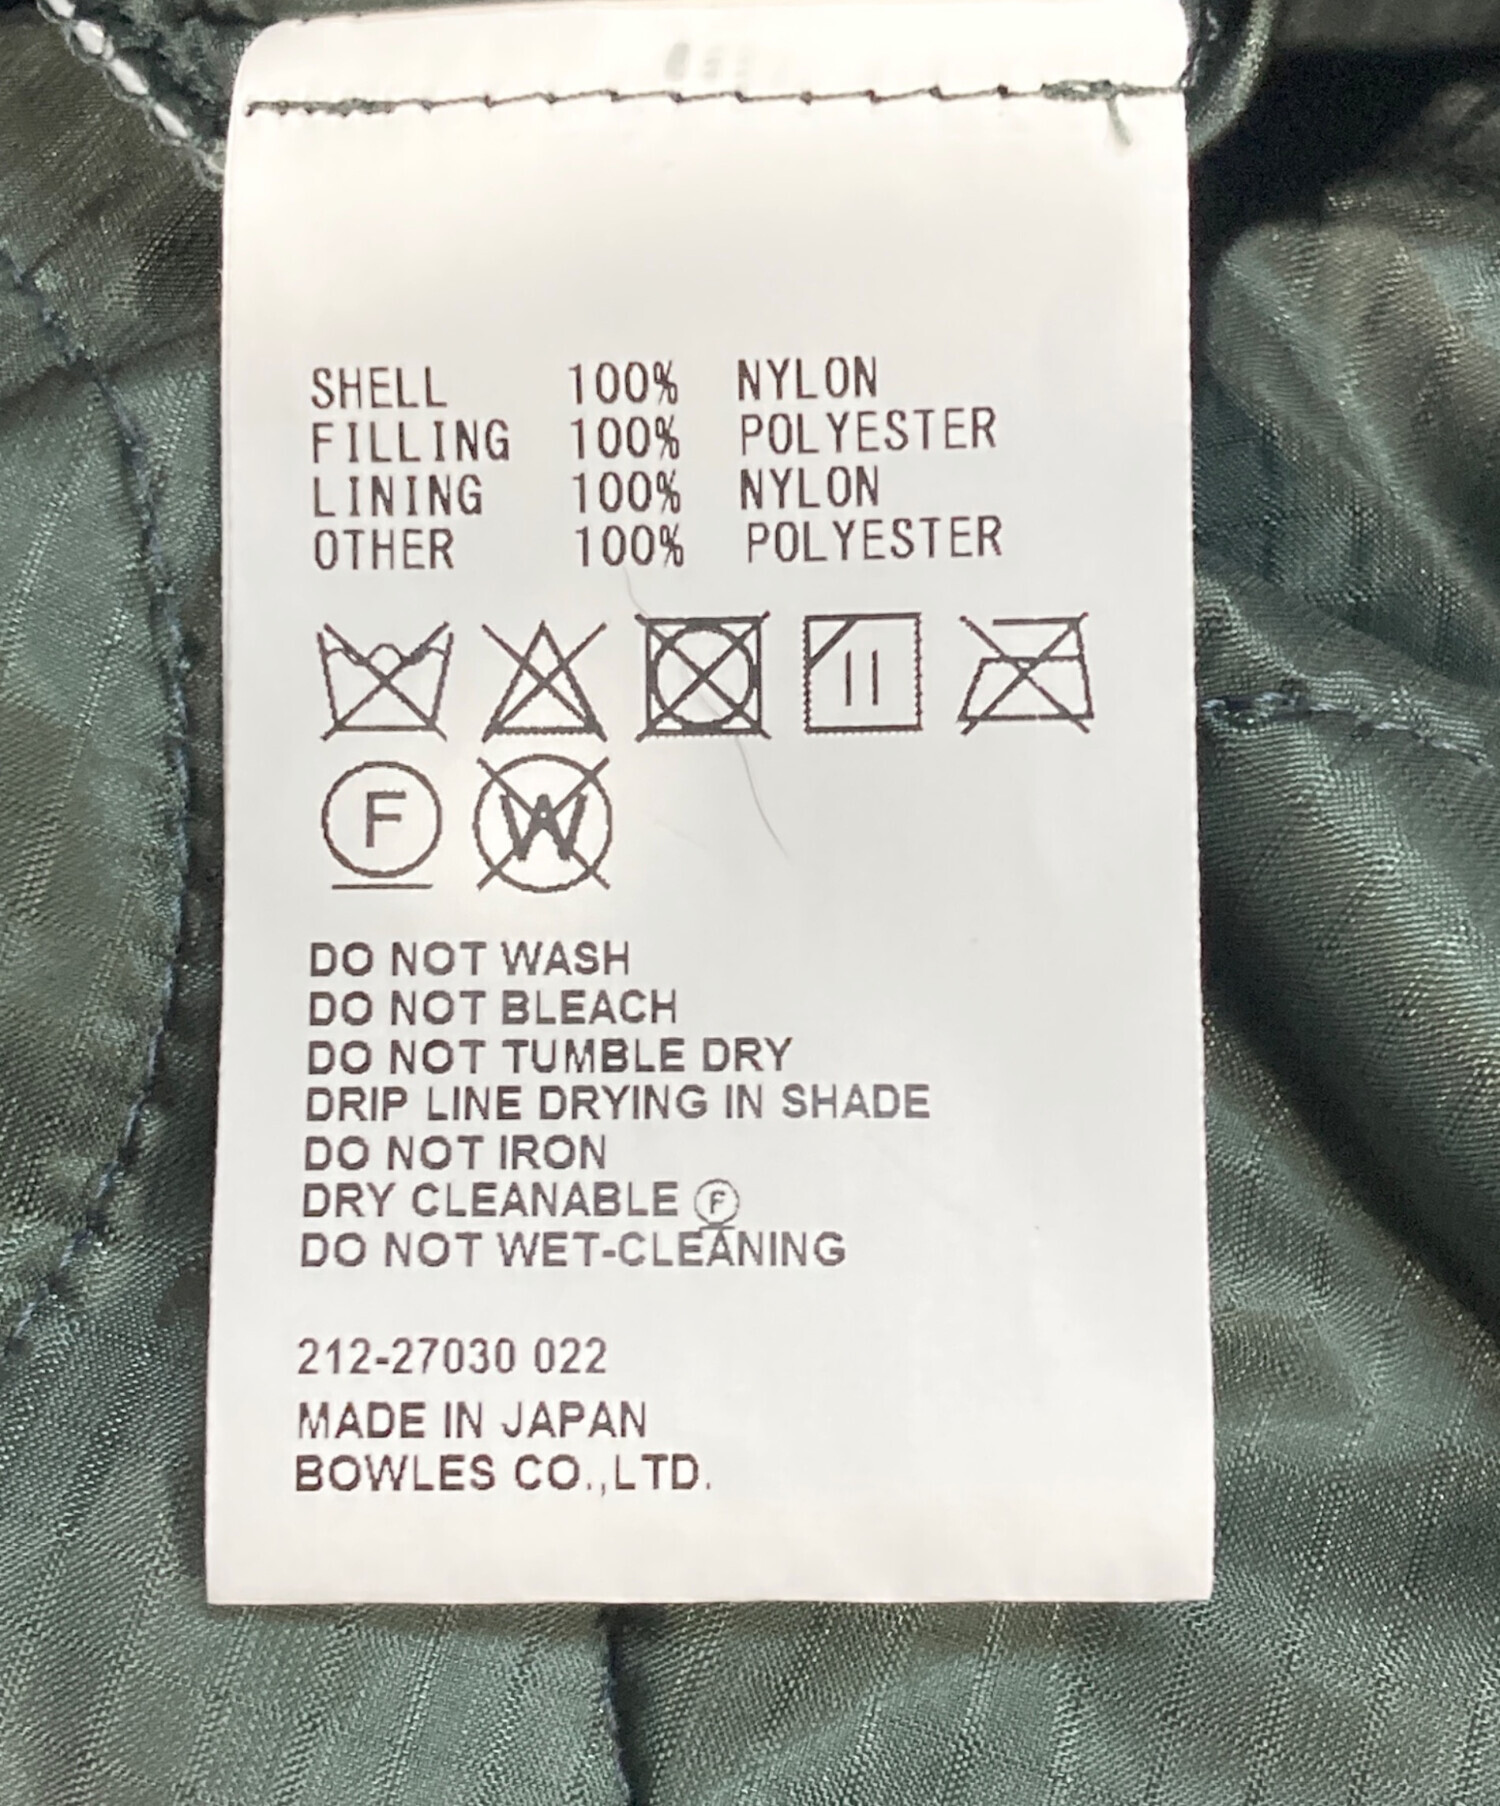 SHELL 100% NYLON
FILLING 100% POLYESTER
LINING 100% NYLON
OTHER 100% POLYESTER
F W
DO NOT WASH
DO NOT BLEACH
DO NOT TUMBLE DRY
DRIP LINE DRYING IN SHADE
DO NOT IRON
DRY CLEANABLE Ⓕ
DO NOT WET-CLEANING
212-27030 022
MADE IN JAPAN
BOWLES CO.,LTD.